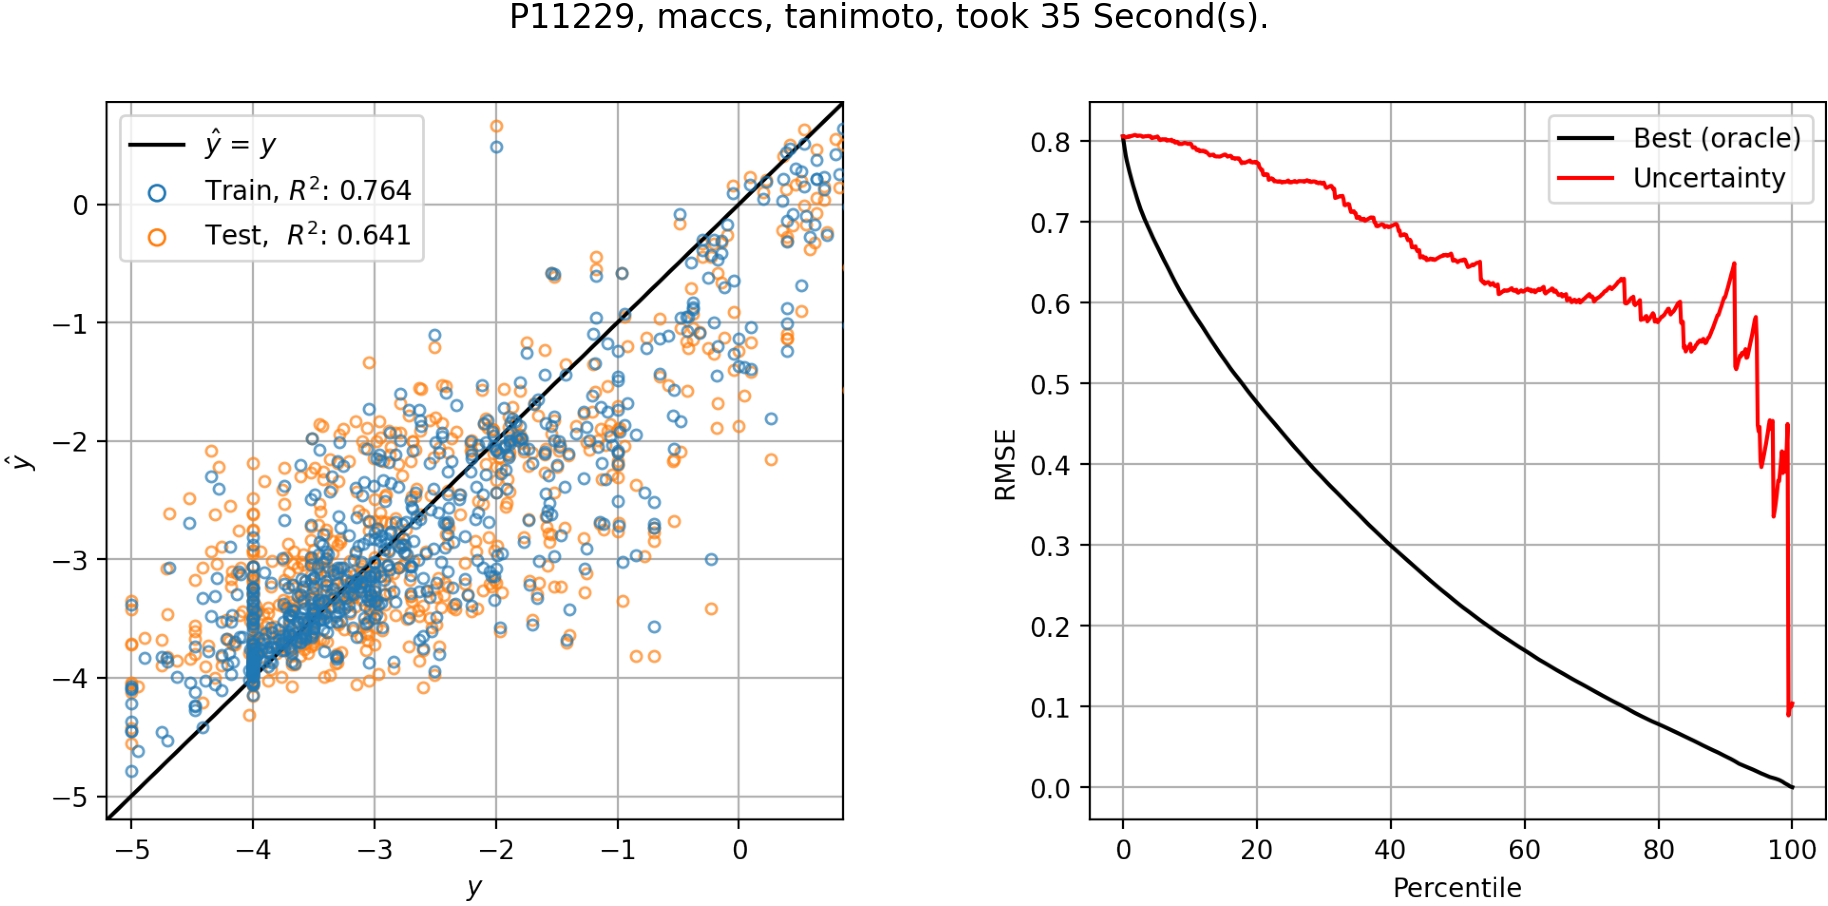 P11229, maccs, tanimoto, took 35 Second(s).
ŷ = y
Train, R²: 0.764
Test, R²: 0.641
0
−1
−2
−3
−4
−5
ŷ
−5 −4 −3 −2 −1 0
y
Best (oracle)
Uncertainty
0.8
0.7
0.6
0.5
0.4
0.3
0.2
0.1
0.0
RMSE
0 20 40 60 80 100
Percentile